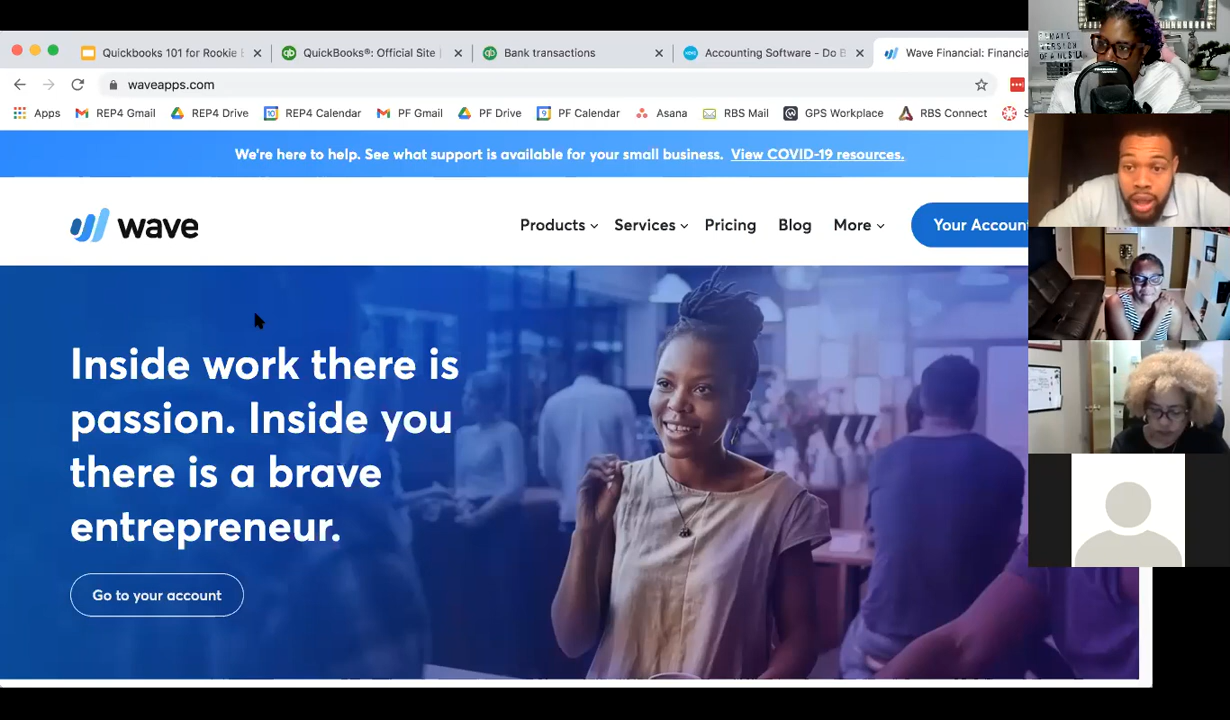 Quickbooks 101 for Rookie
QuickBooks®: Official Site
Bank transactions
Accounting Software - Do B
Wave Financial: Financia
waveapps.com
Apps
REP4 Gmail
REP4 Drive
REP4 Calendar
PF Gmail
PF Drive
PF Calendar
Asana
RBS Mail
GPS Workplace
RBS Connect
We're here to help. See what support is available for your small business. View COVID-19 resources.
wave
Products
Services
Pricing
Blog
More
Your Account
Inside work there is
passion. Inside you
there is a brave
entrepreneur.
Go to your account